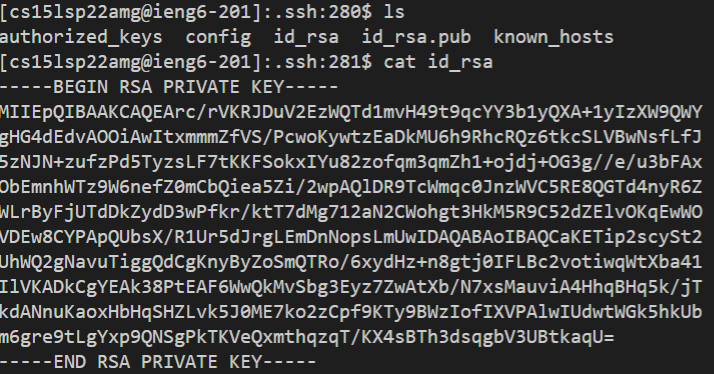 [cs15lsp22amg@ieng6-201]:.ssh:280$ ls
authorized_keys config id_rsa id_rsa.pub known_hosts
[cs15lsp22amg@ieng6-201]:.ssh:281$ cat id_rsa
-----BEGIN RSA PRIVATE KEY-----
MIIEpQIBAAKCAQEArc/rVKRJDuV2EzWQTd1mvH49t9qcYY3b1yQXA+1yIzXW9QWY
gHG4dEdvAOOiAwItxmmmZfVS/PcwoKywtzEaDkMU6h9RhcRQz6tkcSLVBwNsfLfJ
5zNJN+zufzPd5TyzsLF7tKKFSokxIYu82zofqm3qmZh1+ojdj+OG3g//e/u3bFAx
ObEmnhWTz9W6nefZ0mCbQiea5Zi/2wpAQlDR9TcWmqc0JnzWVC5RE8QGTd4nyR6Z
WLrByFjUTdDkZydD3wPfkr/ktT7dMg712aN2CWohgt3HkM5R9C52dZElvOKqEwWO
VDEw8CYPApQUbsX/R1Ur5dJrgLEmDnNopsLmUwIDAQABAoIBAQCaKETip2scySt2
UhWQ2gNavuTiggQdCgKnyByZoSmQTRo/6xydHz+n8gtj0IFLBc2votiwqWtXba41
IlVKADkCgYEAk38PtEAF6WwQkMvSbg3Eyz7ZwAtXb/N7xsMauviA4HhqBHq5k/jT
kdANnuKaoxHbHqSHZLvk5J0ME7ko2zCpf9KTy9BWzIofIXVPAlwIUdwtWGk5hkUb
m6gre9tLgYxp9QNSgPkTKVeQxmthqzqT/KX4sBTh3dsqgbV3UBtkaqU=
-----END RSA PRIVATE KEY-----